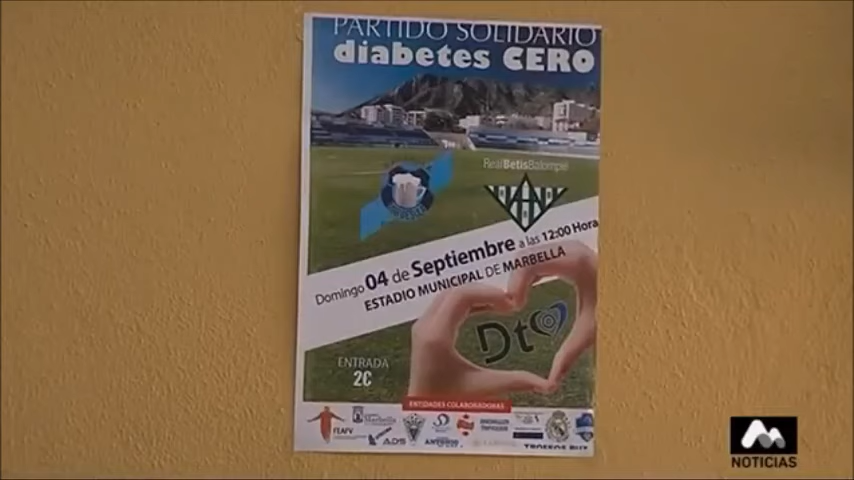 PARTIDO SOLIDARIO
diabetes CERO
RealBetisBalompié
Domingo 04 de Septiembre a las 12:00 Hora
ESTADIO MUNICIPAL DE MARBELLA
Dt
ENTRADA
2€
ENTIDADES COLABORADORAS
FEAFV
ADS
ANTONIO
NOTICIAS